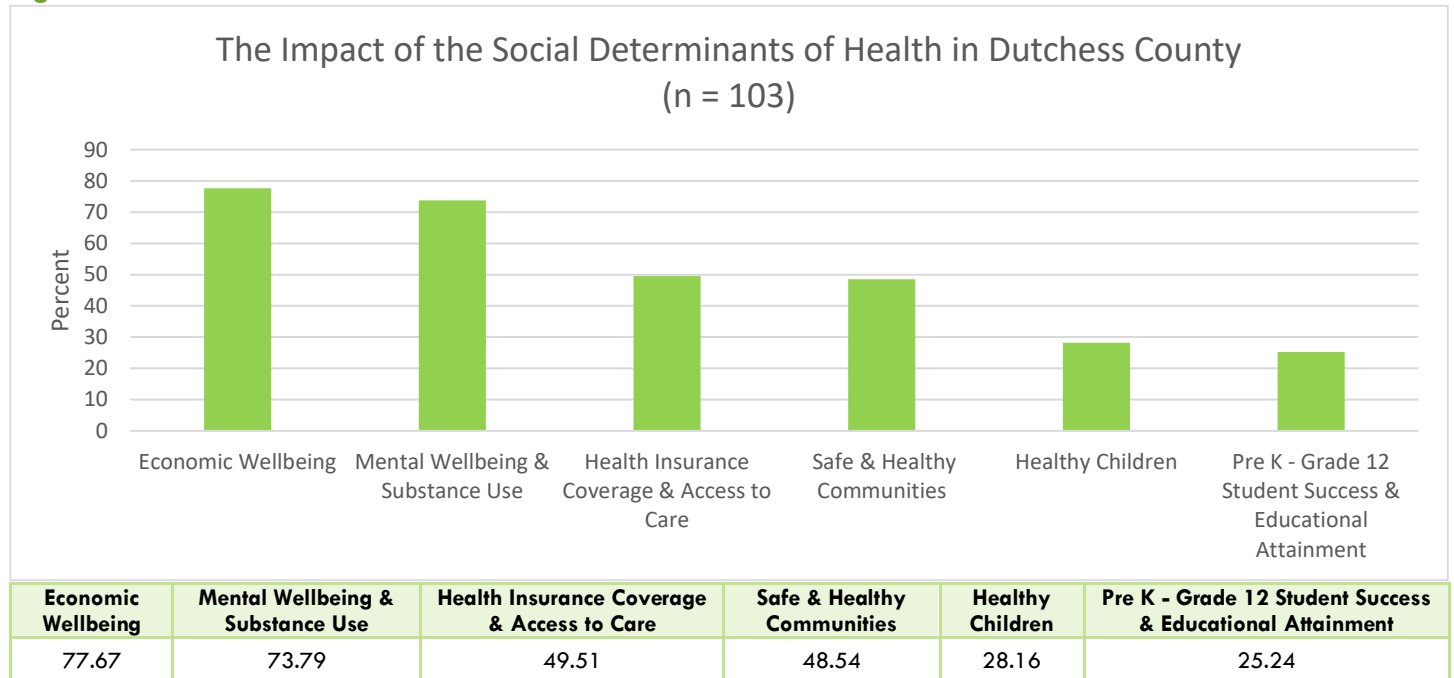 The Impact of the Social Determinants of Health in Dutchess County
(n = 103)
90
80
70
60
50
40
30
20
10
0
Percent
Economic Wellbeing
Mental Wellbeing &
Substance Use
Health Insurance
Coverage & Access to
Care
Safe & Healthy
Communities
Healthy Children
Pre K - Grade 12
Student Success &
Educational
Attainment
Economic
Wellbeing
Mental Wellbeing &
Substance Use
Health Insurance Coverage
& Access to Care
Safe & Healthy
Communities
Healthy
Children
Pre K - Grade 12 Student Success
& Educational Attainment
77.67
73.79
49.51
48.54
28.16
25.24